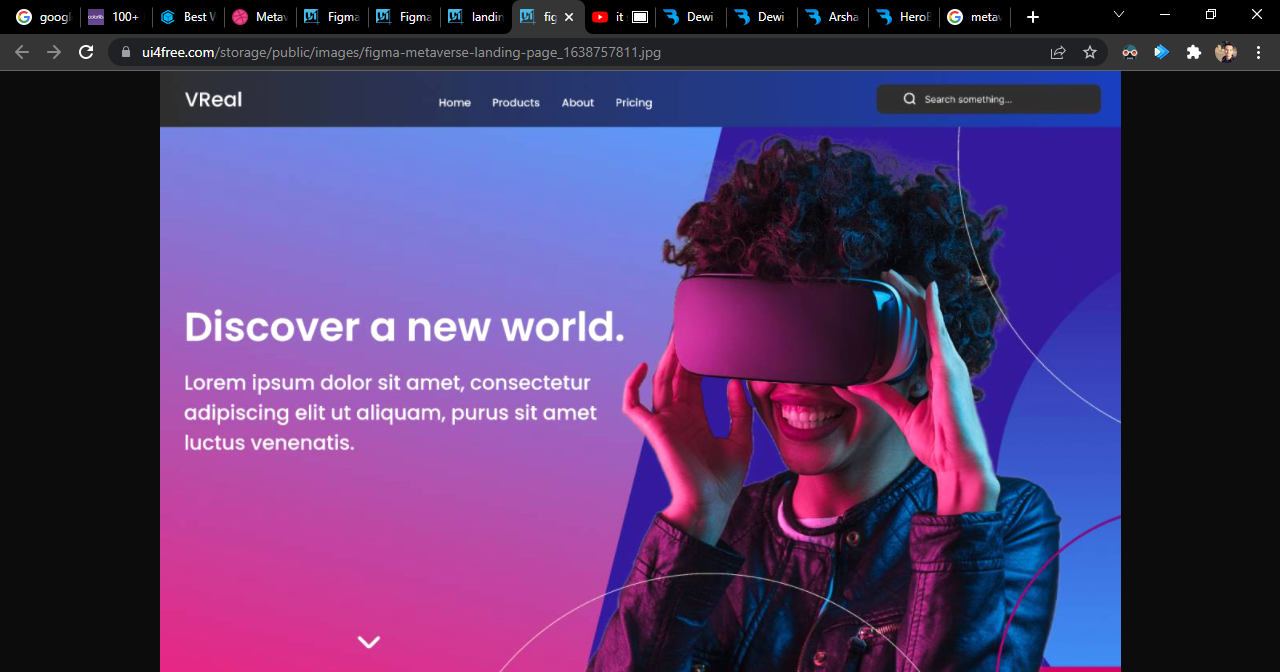 googl
100+
Best W
Metav
Figma
Figma
landin
fig
it
Dewi
Dewi
Arsha
HeroB
metav
ui4free.com/storage/public/images/figma-metaverse-landing-page_1638757811.jpg
VReal
Home
Products
About
Pricing
Search something...
Discover a new world.
Lorem ipsum dolor sit amet, consectetur
adipiscing elit ut aliquam, purus sit amet
luctus venenatis.